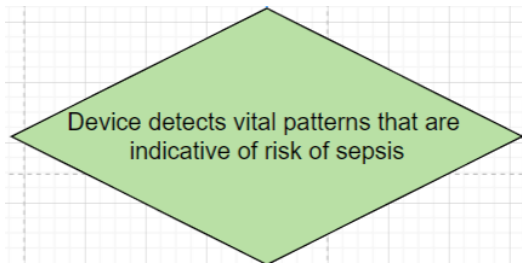 Device detects vital patterns that are
indicative of risk of sepsis